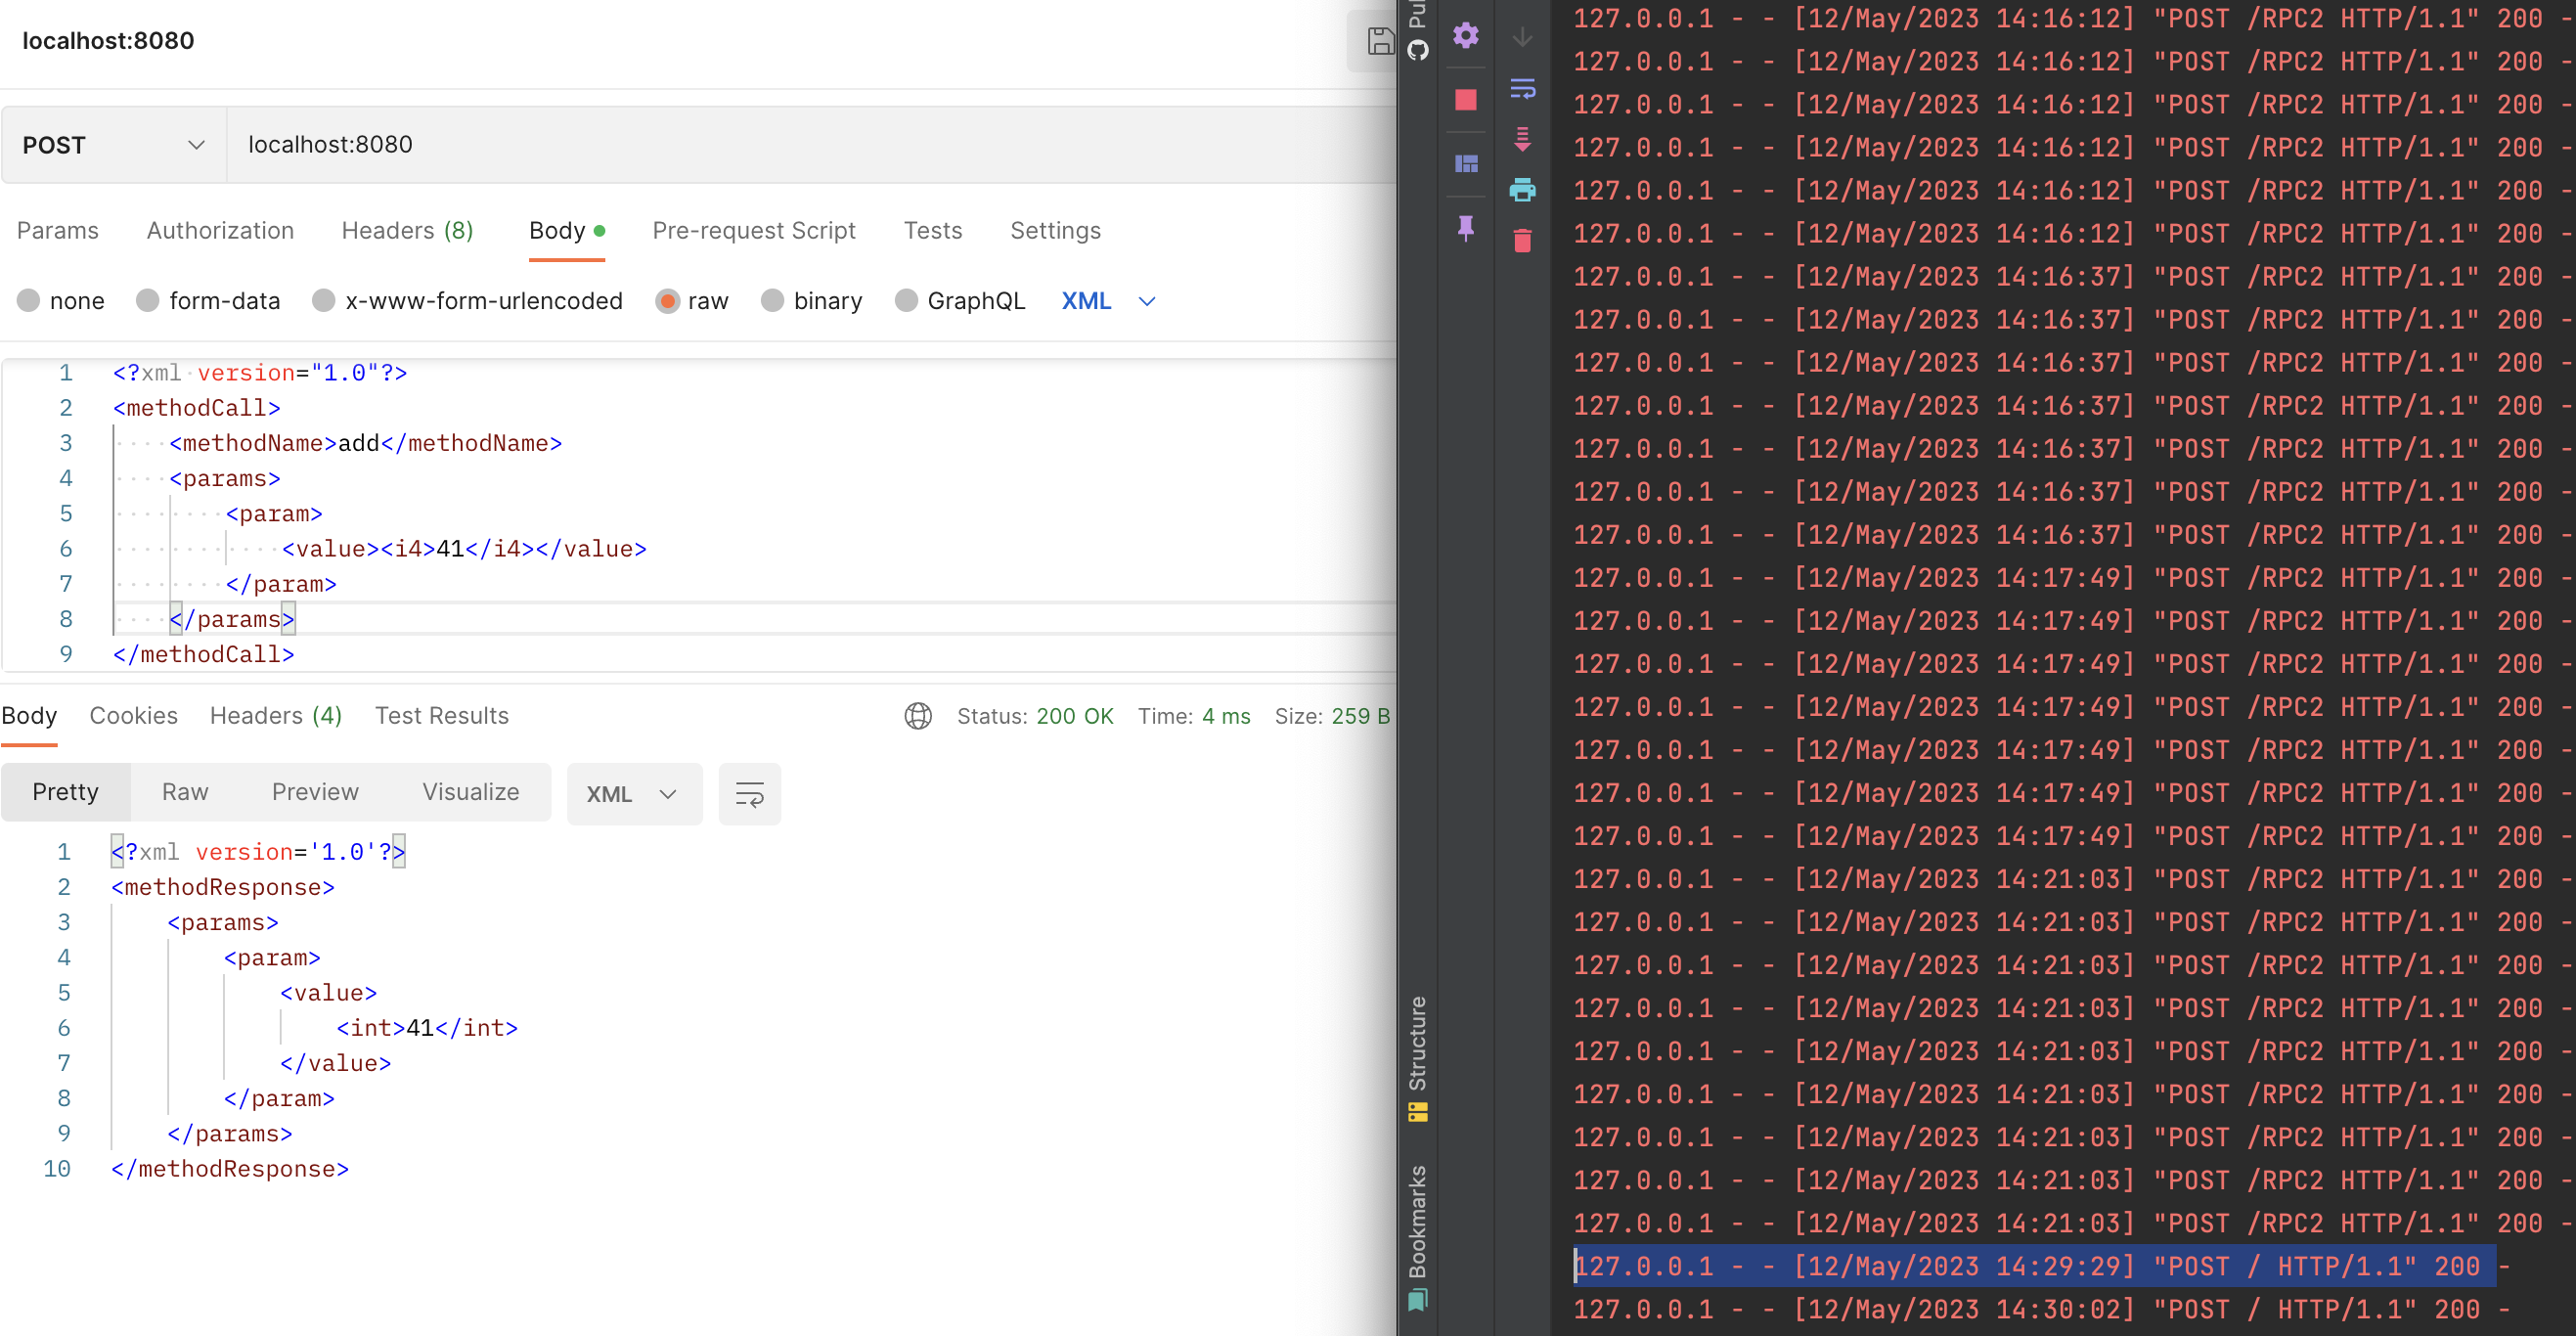 localhost:8080
POST localhost:8080
Params Authorization Headers (8) Body Pre-request Script Tests Settings
none form-data x-www-form-urlencoded raw binary GraphQL XML
1 <?xml version="1.0"?>
2 <methodCall>
3 <methodName>add</methodName>
4 <params>
5 <param>
6 <value><i4>41</i4></value>
7 </param>
8 </params>
9 </methodCall>
Body Cookies Headers (4) Test Results Status: 200 OK Time: 4 ms Size: 259 B
Pretty Raw Preview Visualize XML
1 <?xml version='1.0'?>
2 <methodResponse>
3 <params>
4 <param>
5 <value>
6 <int>41</int>
7 </value>
8 </param>
9 </params>
10 </methodResponse>
Structure
Bookmarks
127.0.0.1 - - [12/May/2023 14:16:12] "POST /RPC2 HTTP/1.1" 200 -
127.0.0.1 - - [12/May/2023 14:16:12] "POST /RPC2 HTTP/1.1" 200 -
127.0.0.1 - - [12/May/2023 14:16:12] "POST /RPC2 HTTP/1.1" 200 -
127.0.0.1 - - [12/May/2023 14:16:12] "POST /RPC2 HTTP/1.1" 200 -
127.0.0.1 - - [12/May/2023 14:16:12] "POST /RPC2 HTTP/1.1" 200 -
127.0.0.1 - - [12/May/2023 14:16:12] "POST /RPC2 HTTP/1.1" 200 -
127.0.0.1 - - [12/May/2023 14:16:37] "POST /RPC2 HTTP/1.1" 200 -
127.0.0.1 - - [12/May/2023 14:16:37] "POST /RPC2 HTTP/1.1" 200 -
127.0.0.1 - - [12/May/2023 14:16:37] "POST /RPC2 HTTP/1.1" 200 -
127.0.0.1 - - [12/May/2023 14:16:37] "POST /RPC2 HTTP/1.1" 200 -
127.0.0.1 - - [12/May/2023 14:16:37] "POST /RPC2 HTTP/1.1" 200 -
127.0.0.1 - - [12/May/2023 14:16:37] "POST /RPC2 HTTP/1.1" 200 -
127.0.0.1 - - [12/May/2023 14:16:37] "POST /RPC2 HTTP/1.1" 200 -
127.0.0.1 - - [12/May/2023 14:17:49] "POST /RPC2 HTTP/1.1" 200 -
127.0.0.1 - - [12/May/2023 14:17:49] "POST /RPC2 HTTP/1.1" 200 -
127.0.0.1 - - [12/May/2023 14:17:49] "POST /RPC2 HTTP/1.1" 200 -
127.0.0.1 - - [12/May/2023 14:17:49] "POST /RPC2 HTTP/1.1" 200 -
127.0.0.1 - - [12/May/2023 14:17:49] "POST /RPC2 HTTP/1.1" 200 -
127.0.0.1 - - [12/May/2023 14:17:49] "POST /RPC2 HTTP/1.1" 200 -
127.0.0.1 - - [12/May/2023 14:17:49] "POST /RPC2 HTTP/1.1" 200 -
127.0.0.1 - - [12/May/2023 14:21:03] "POST /RPC2 HTTP/1.1" 200 -
127.0.0.1 - - [12/May/2023 14:21:03] "POST /RPC2 HTTP/1.1" 200 -
127.0.0.1 - - [12/May/2023 14:21:03] "POST /RPC2 HTTP/1.1" 200 -
127.0.0.1 - - [12/May/2023 14:21:03] "POST /RPC2 HTTP/1.1" 200 -
127.0.0.1 - - [12/May/2023 14:21:03] "POST /RPC2 HTTP/1.1" 200 -
127.0.0.1 - - [12/May/2023 14:21:03] "POST /RPC2 HTTP/1.1" 200 -
127.0.0.1 - - [12/May/2023 14:21:03] "POST /RPC2 HTTP/1.1" 200 -
127.0.0.1 - - [12/May/2023 14:21:03] "POST /RPC2 HTTP/1.1" 200 -
127.0.0.1 - - [12/May/2023 14:21:03] "POST /RPC2 HTTP/1.1" 200 -
127.0.0.1 - - [12/May/2023 14:29:29] "POST / HTTP/1.1" 200 -
127.0.0.1 - - [12/May/2023 14:30:02] "POST / HTTP/1.1" 200 -